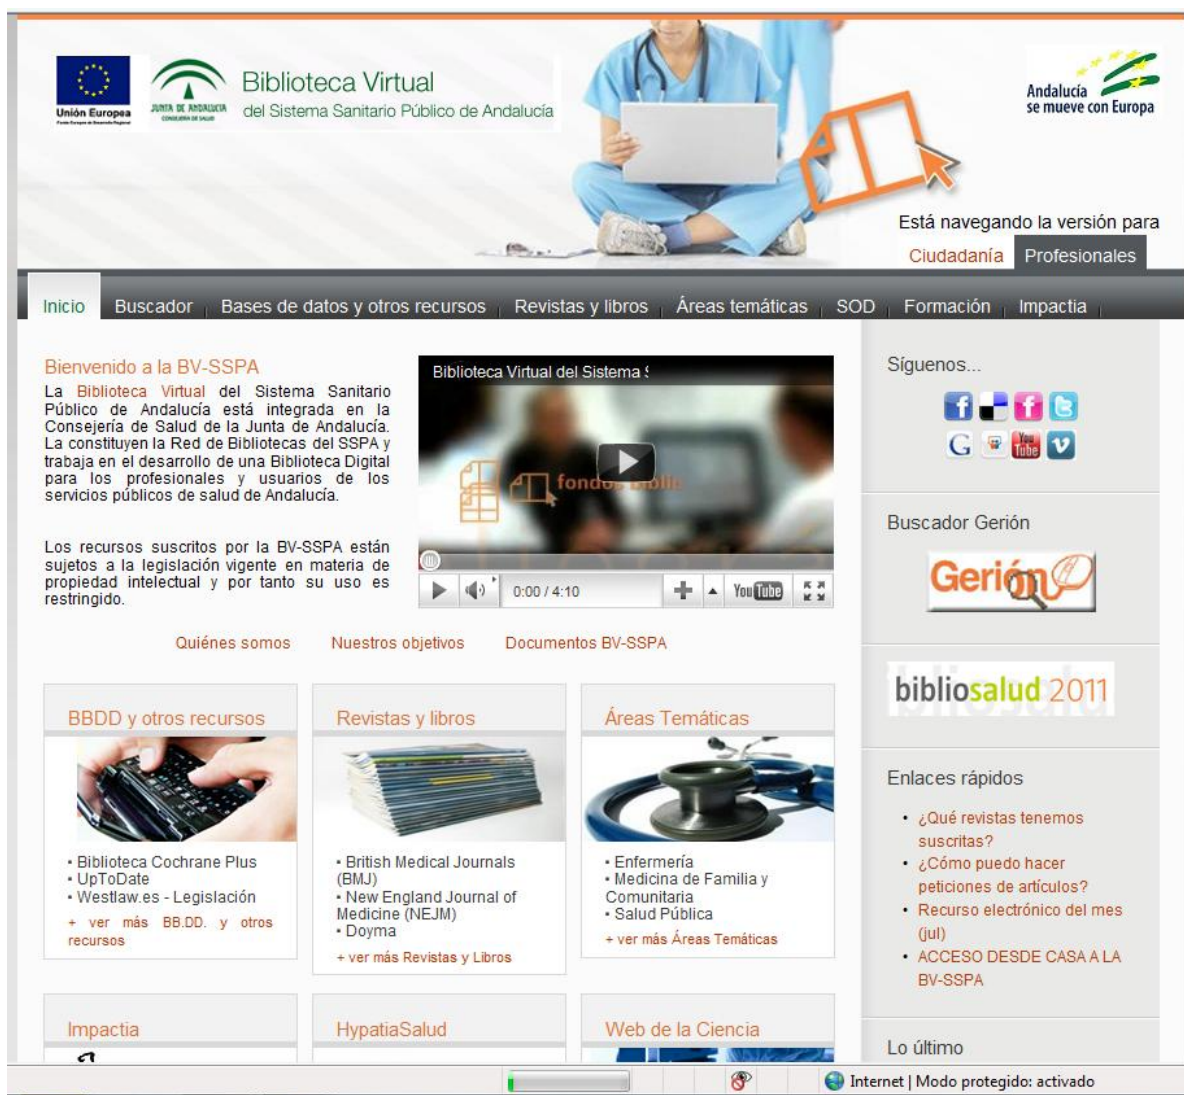 Unión Europea
JUNTA DE ANDALUCIA
CONSEJERÍA DE SALUD
Biblioteca Virtual
del Sistema Sanitario Público de Andalucía
Andalucía
se mueve con Europa
Está navegando la versión para
Ciudadanía Profesionales
Inicio Buscador Bases de datos y otros recursos Revistas y libros Áreas temáticas SOD Formación Impactia
Bienvenido a la BV-SSPA
La Biblioteca Virtual del Sistema Sanitario
Público de Andalucía está integrada en la
Consejería de Salud de la Junta de Andalucía.
La constituyen la Red de Bibliotecas del SSPA y
trabaja en el desarrollo de una Biblioteca Digital
para los profesionales y usuarios de los
servicios públicos de salud de Andalucía.
Los recursos suscritos por la BV-SSPA están
sujetos a la legislación vigente en materia de
propiedad intelectual y por tanto su uso es
restringido.
Biblioteca Virtual del Sistema S
fondos biblio
0:00 / 4:10
YouTube
Quiénes somos Nuestros objetivos Documentos BV-SSPA
BBDD y otros recursos
• Biblioteca Cochrane Plus
• UpToDate
• Westlaw.es - Legislación
+ ver más BB.DD. y otros
recursos
Revistas y libros
• British Medical Journals
(BMJ)
• New England Journal of
Medicine (NEJM)
• Doyma
+ ver más Revistas y Libros
Áreas Temáticas
• Enfermería
• Medicina de Familia y
Comunitaria
• Salud Pública
+ ver más Áreas Temáticas
Impactia
HypatiaSalud
Web de la Ciencia
Síguenos...
You Tube
Buscador Gerión
Gerión
bibliosalud 2011
Enlaces rápidos
• ¿Qué revistas tenemos
suscritas?
• ¿Cómo puedo hacer
peticiones de artículos?
• Recurso electrónico del mes
(jul)
• ACCESO DESDE CASA A LA
BV-SSPA
Lo último
Internet | Modo protegido: activado